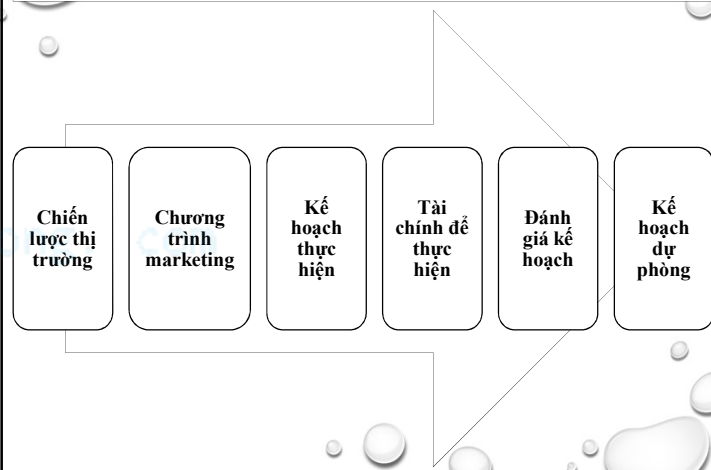 Chiến
lược thị
trường
Chương
trình
marketing
Kế
hoạch
thực
hiện
Tài
chính để
thực
hiện
Đánh
giá kế
hoạch
Kế
hoạch
dự
phòng